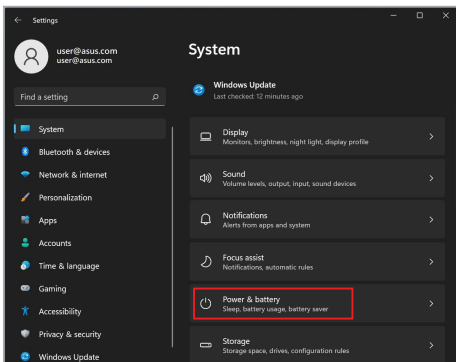 Settings
user@asus.com
user@asus.com
Find a setting
System
Bluetooth & devices
Network & internet
Personalization
Apps
Accounts
Time & language
Gaming
Accessibility
Privacy & security
Windows Update
System
Windows Update
Last checked: 12 minutes ago
Display
Monitors, brightness, night light, display profile
Sound
Volume levels, output, input, sound devices
Notifications
Alerts from apps and system
Focus assist
Notifications, automatic rules
Power & battery
Sleep, battery usage, battery saver
Storage
Storage space, drives, configuration rules